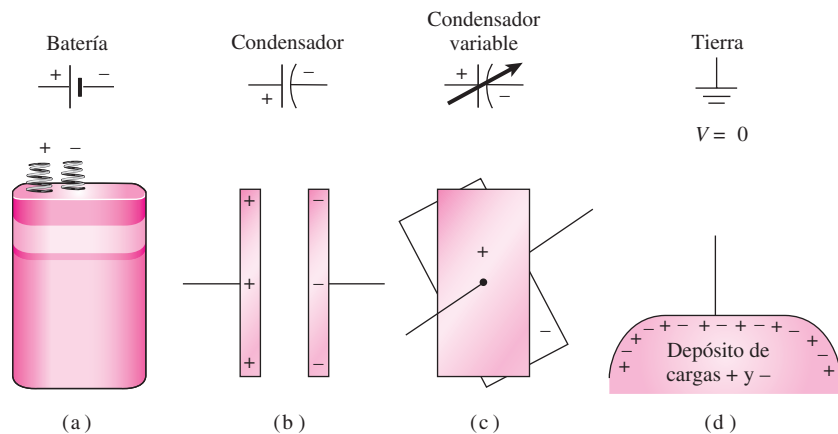 Batería
+ −
Condensador
+ −
Condensador
variable
+ −
Tierra
V = 0
+ −
+ −
+ −
+ −
+
−
+ − + − + − + − + − + − + − + − +
Depósito de
cargas + y −
(a) (b) (c) (d)